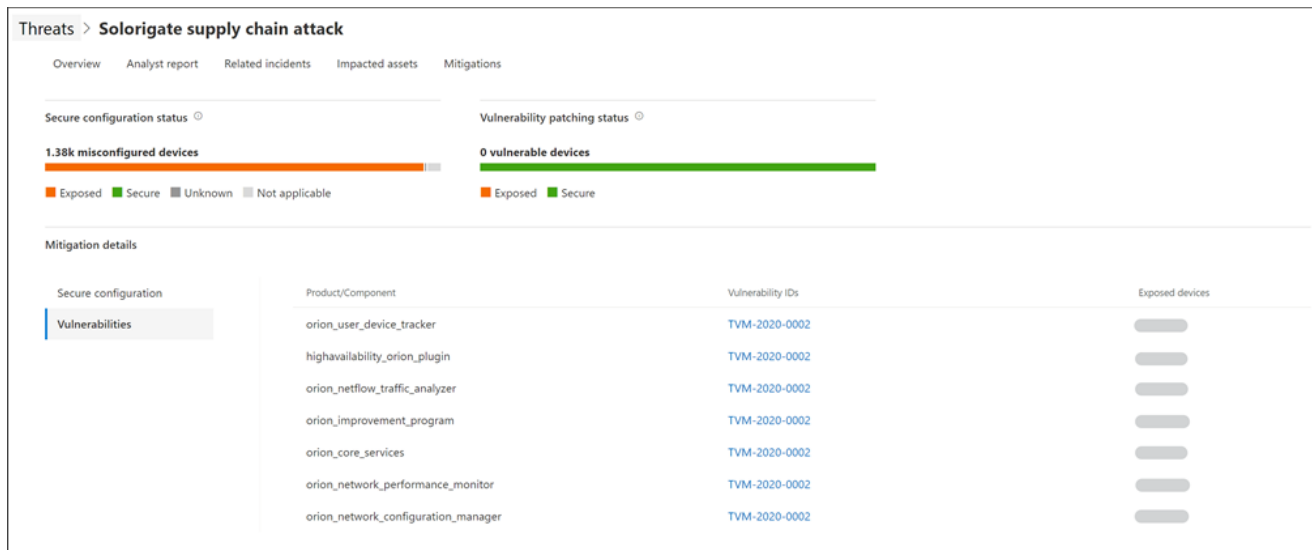 Threats > Solorigate supply chain attack
Overview Analyst report Related incidents Impacted assets Mitigations
Secure configuration status
Vulnerability patching status
1.38k misconfigured devices
0 vulnerable devices
Exposed Secure Unknown Not applicable
Exposed Secure
Mitigation details
Secure configuration
Vulnerabilities
Product/Component Vulnerability IDs Exposed devices
orion_user_device_tracker TVM-2020-0002
highavailability_orion_plugin TVM-2020-0002
orion_netflow_traffic_analyzer TVM-2020-0002
orion_improvement_program TVM-2020-0002
orion_core_services TVM-2020-0002
orion_network_performance_monitor TVM-2020-0002
orion_network_configuration_manager TVM-2020-0002